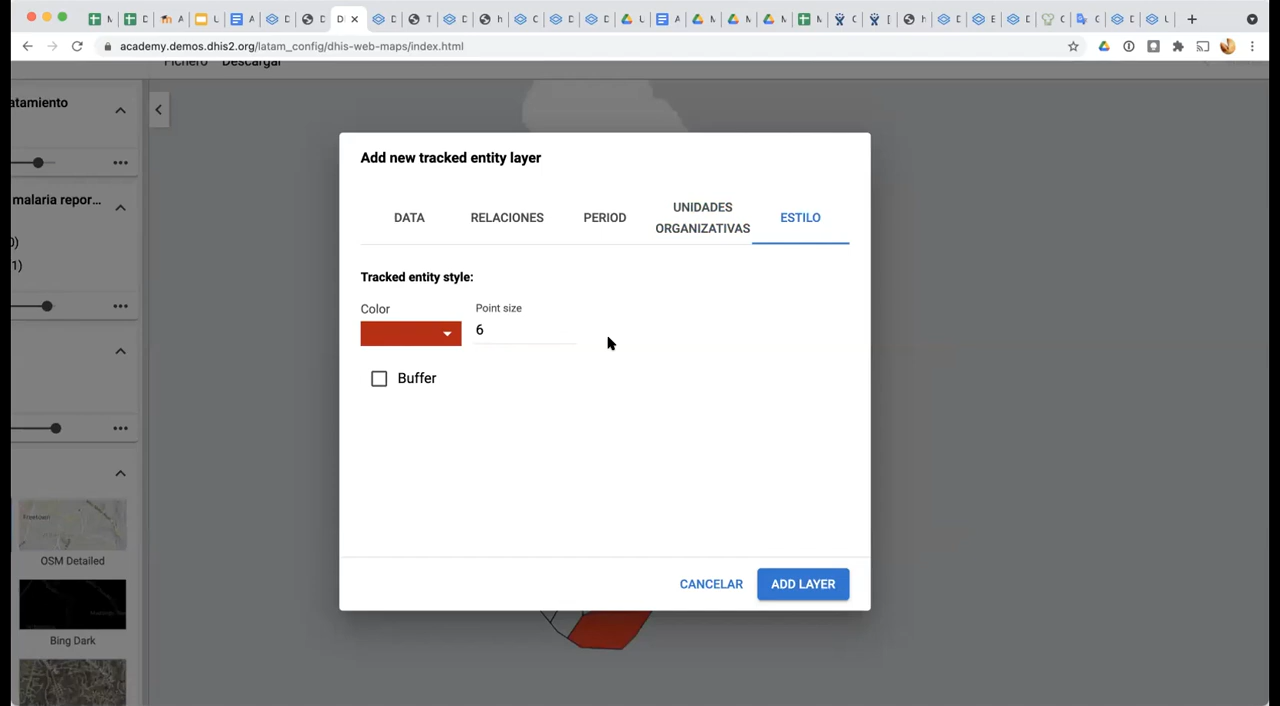 academy.demos.dhis2.org/latam_config/dhis-web-maps/index.html
Fichero Descargar
atamiento
malaria repor...
0)
1)
OSM Detailed
Bing Dark
Add new tracked entity layer
DATA
RELACIONES
PERIOD
UNIDADES
ORGANIZATIVAS
ESTILO
Tracked entity style:
Color
Point size
6
Buffer
CANCELAR
ADD LAYER